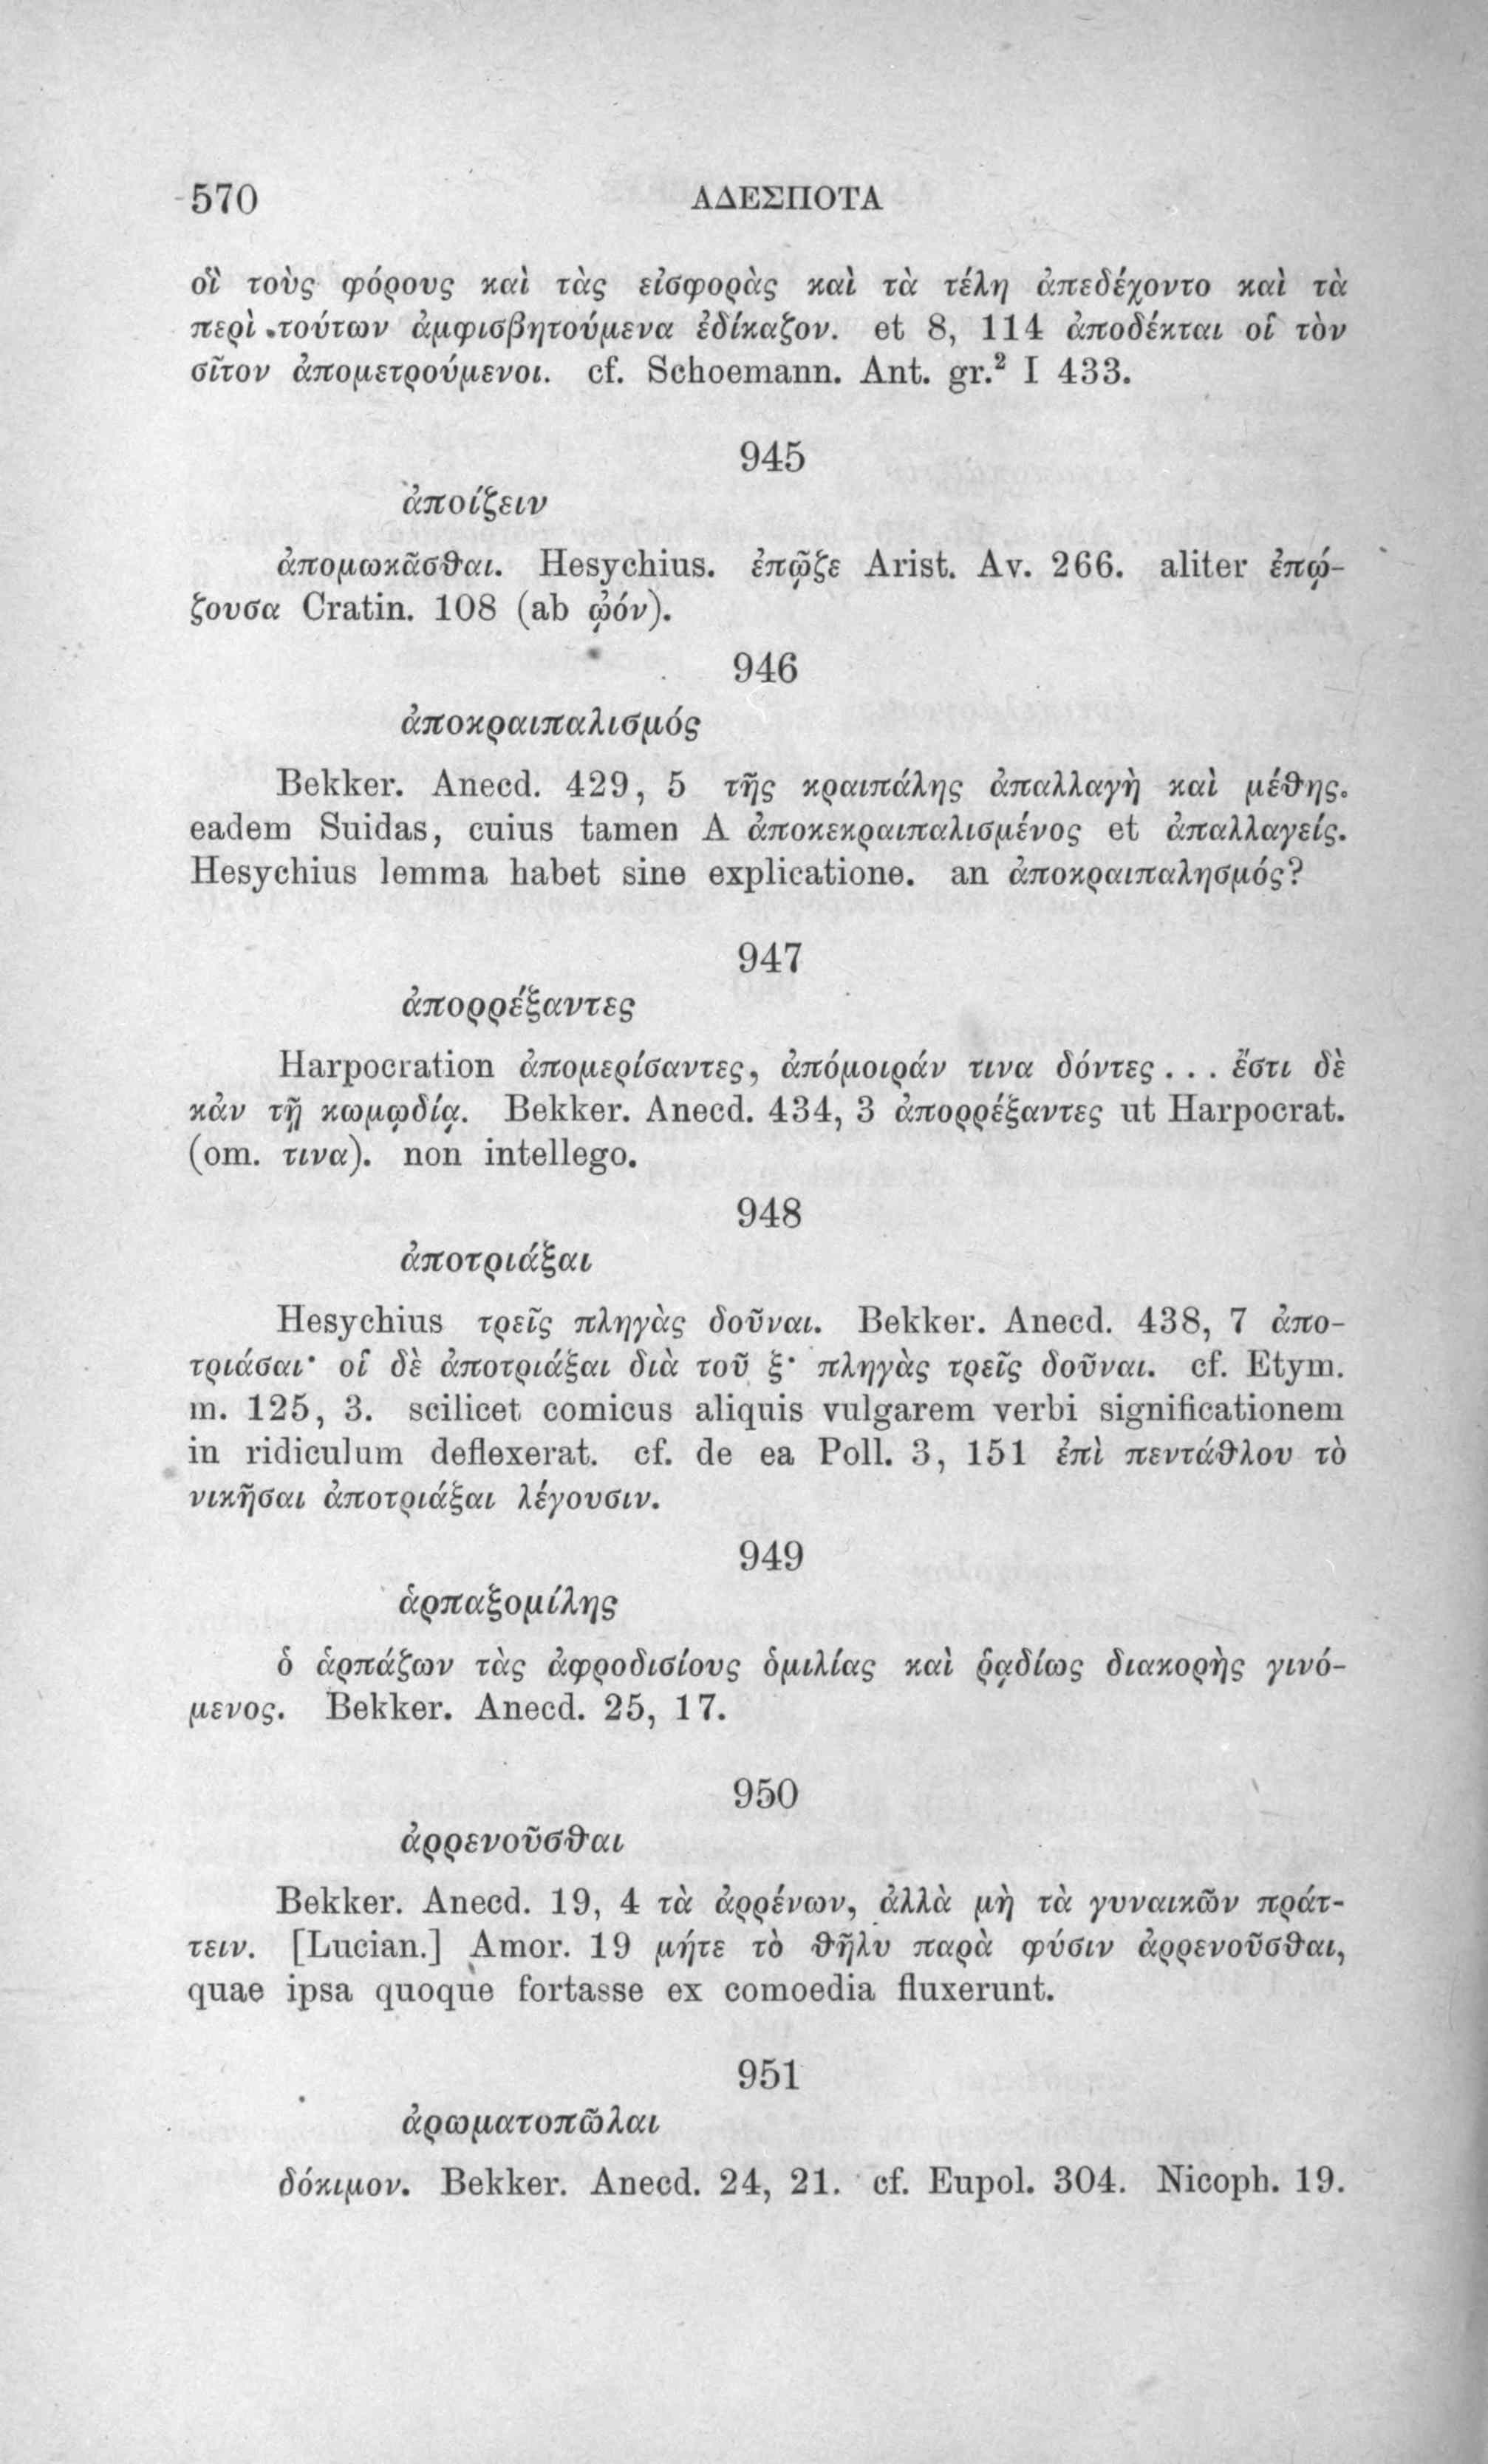 570 ΑΔΕΣΠΟΤΑ
οἳ τοὺς φόρους καὶ τὰς εἰσφορὰς καὶ τὰ τέλη ἀπεδέχοντο καὶ τὰ
περὶ τούτων ἀμφισβητούμενα ἐδίκαζον. et 8, 114 ἀποδέκται οἱ τὸν
σῖτον ἀπομετρούμενοι. cf. Schoemann. Ant. gr.² I 433.
945
ἀποίζειν
ἀπομωκᾶσθαι. Hesychius. ἐπῷζε Arist. Av. 266. aliter ἐπῴ-
ζουσα Cratin. 108 (ab ᾠόν).
946
ἀποκραιπαλισμός
Bekker. Anecd. 429, 5 τῆς κραιπάλης ἀπαλλαγὴ καὶ μέθης.
eadem Suidas, cuius tamen A ἀποκεκραιπαλισμένος et ἀπαλλαγείς.
Hesychius lemma habet sine explicatione. an ἀποκραιπαλησμός?
947
ἀπορρέξαντες
Harpocration ἀπομερίσαντες, ἀπόμοιράν τινα δόντες . . . ἔστι δὲ
κἀν τῇ κωμῳδίᾳ. Bekker. Anecd. 434, 3 ἀπορρέξαντες ut Harpocrat.
(om. τινα). non intellego.
948
ἀποτριάξαι
Hesychius τρεῖς πληγὰς δοῦναι. Bekker. Anecd. 438, 7 ἀπο-
τριάσαι· οἱ δὲ ἀποτριάξαι διὰ τοῦ ξ· πληγὰς τρεῖς δοῦναι. cf. Etym.
m. 125, 3. scilicet comicus aliquis vulgarem verbi significationem
in ridiculum deflexerat. cf. de ea Poll. 3, 151 ἐπὶ πεντάθλου τὸ
νικῆσαι ἀποτριάξαι λέγουσιν.
949
ἁρπαξομίλης
ὁ ἁρπάζων τὰς ἀφροδισίους ὁμιλίας καὶ ῥᾳδίως διακορὴς γινό-
μενος. Bekker. Anecd. 25, 17.
950
ἀρρενοῦσθαι
Bekker. Anecd. 19, 4 τὰ ἀρρένων, ἀλλὰ μὴ τὰ γυναικῶν πράτ-
τειν. [Lucian.] Amor. 19 μήτε τὸ θῆλυ παρὰ φύσιν ἀρρενοῦσθαι,
quae ipsa quoque fortasse ex comoedia fluxerunt.
951
ἀρωματοπῶλαι
δόκιμον. Bekker. Anecd. 24, 21. cf. Eupol. 304. Nicoph. 19.